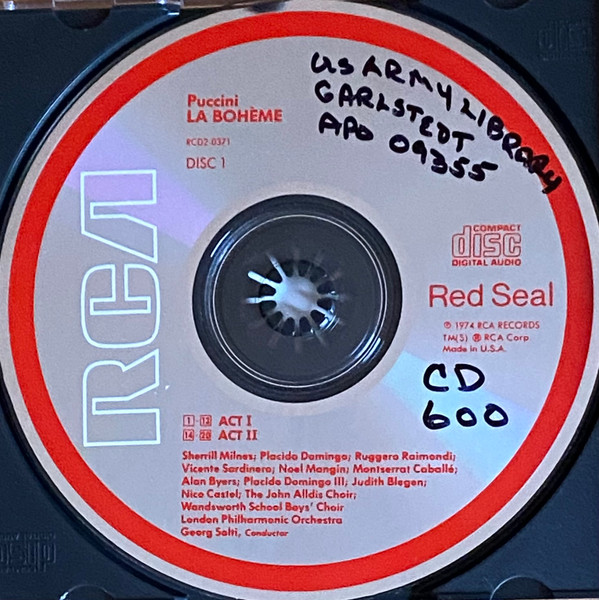 US ARMY LIBRARY
GARLSTEDT
APO 09355
Puccini
LA BOHÈME
RCD2-0371
DISC 1
RCA
COMPACT
disc
DIGITAL AUDIO
Red Seal
℗ 1974 RCA RECORDS
TM(S) ® RCA Corp.
Made in U.S.A.
CD
600
1-13 ACT I
14-20 ACT II
Sherrill Milnes; Placido Domingo; Ruggero Raimondi;
Vicente Sardinero; Noel Mangin; Montserrat Caballé;
Alan Byers; Placido Domingo III; Judith Blegen;
Nico Castel; The John Alldis Choir;
Wandsworth School Boys' Choir
London Philharmonic Orchestra
Georg Solti, Conductor